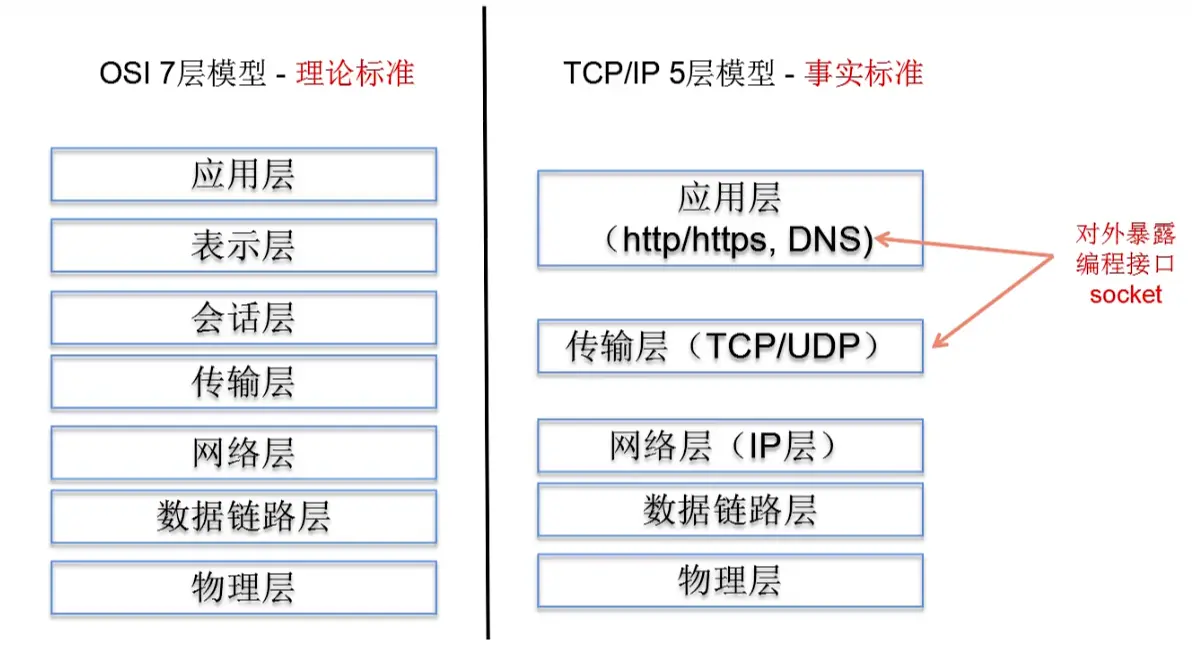 OSI 7层模型 - 理论标准
应用层
表示层
会话层
传输层
网络层
数据链路层
物理层
TCP/IP 5层模型 - 事实标准
应用层
（http/https, DNS)
传输层（TCP/UDP）
网络层（IP层）
数据链路层
物理层
对外暴露
编程接口
socket